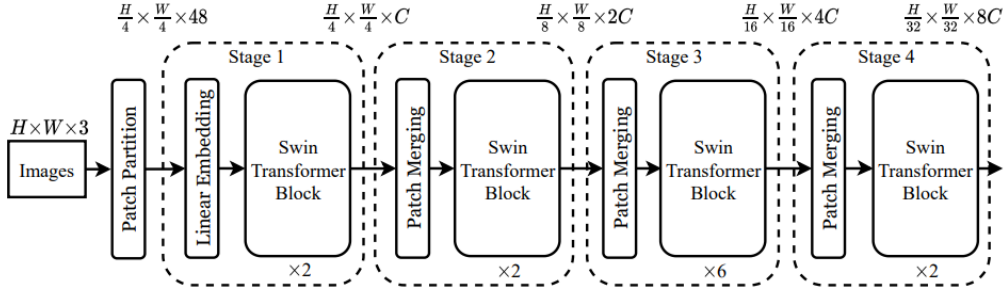 H/4 × W/4 × 48
H/4 × W/4 × C
H/8 × W/8 × 2C
H/16 × W/16 × 4C
H/32 × W/32 × 8C
H×W×3
Images
Patch Partition
Stage 1
Linear Embedding
Swin
Transformer
Block
×2
Stage 2
Patch Merging
Swin
Transformer
Block
×2
Stage 3
Patch Merging
Swin
Transformer
Block
×6
Stage 4
Patch Merging
Swin
Transformer
Block
×2